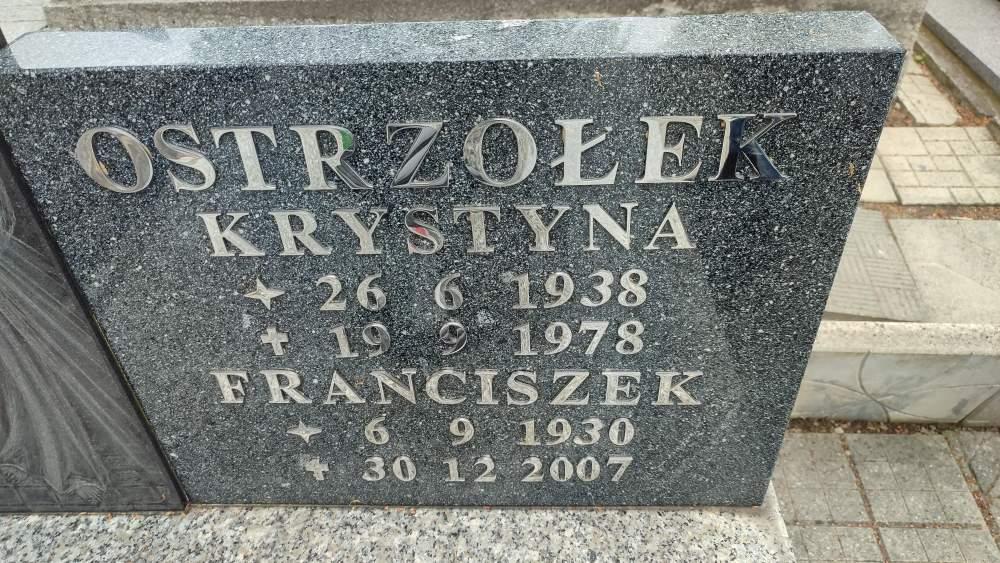 OSTRZOŁEK
KRYSTYNA
26 6 1938
19 9 1978
FRANCISZEK
6 9 1930
✝ 30 12 2007